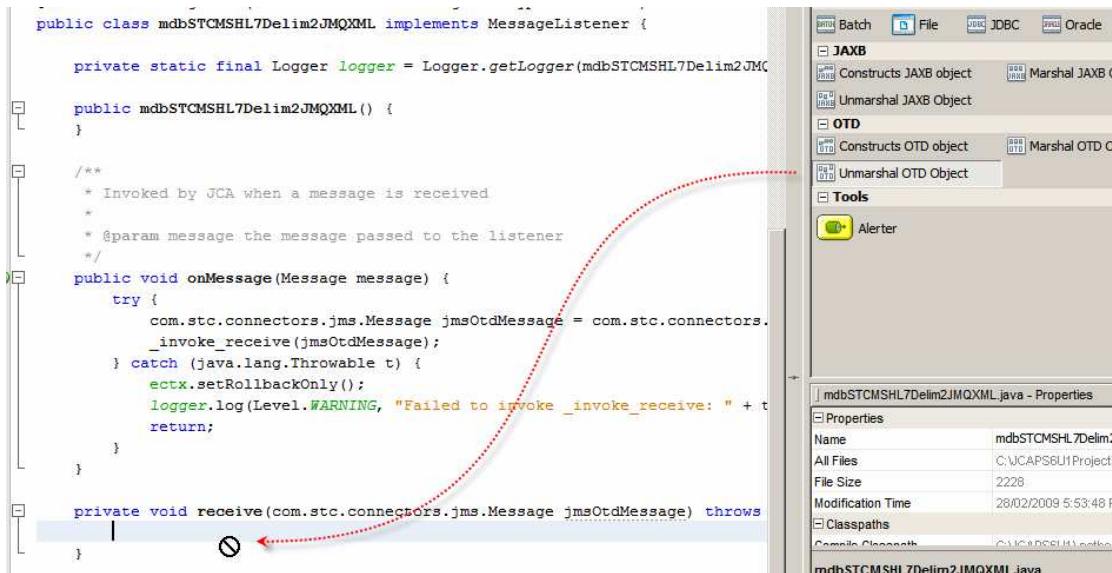 public class mdbSTCMSHL7Delim2JMQXML implements MessageListener {
private static final Logger logger = Logger.getLogger(mdbSTCMSHL7Delim2JMQ
public mdbSTCMSHL7Delim2JMQXML() {
}
/**
* Invoked by JCA when a message is received
*
* @param message the message passed to the listener
*/
public void onMessage(Message message) {
try {
com.stc.connectors.jms.Message jmsOtdMessage = com.stc.connectors.
_invoke_receive(jmsOtdMessage);
} catch (java.lang.Throwable t) {
ectx.setRollbackOnly();
logger.log(Level.WARNING, "Failed to invoke _invoke_receive: " + t
return;
}
}
private void receive(com.stc.connectors.jms.Message jmsOtdMessage) throws
}
Batch File JDBC Oracle
JAXB
Constructs JAXB object Marshal JAXB
Unmarshal JAXB Object
OTD
Constructs OTD object Marshal OTD
Unmarshal OTD Object
Tools
Alerter
mdbSTCMSHL7Delim2JMQXML.java - Properties
Properties
Name mdbSTCMSHL7Delim2
All Files C:\JCAPS6U1Project
File Size 2228
Modification Time 28/02/2009 5:53:48
Classpaths
mdbSTCMSHL7Delim2JMQXML.java